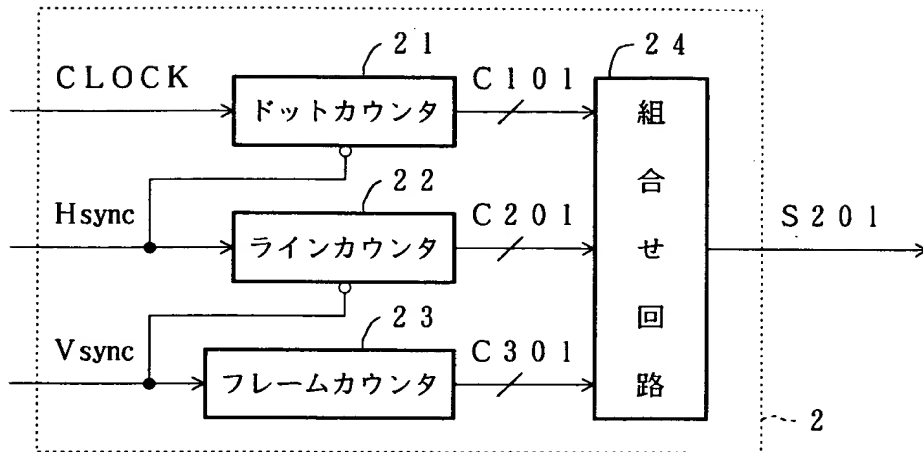 21
24
CLOCK
C101
ドットカウンタ
22
Hsync
C201
ラインカウンタ
23
Vsync
C301
フレームカウンタ
組合せ回路
S201
2